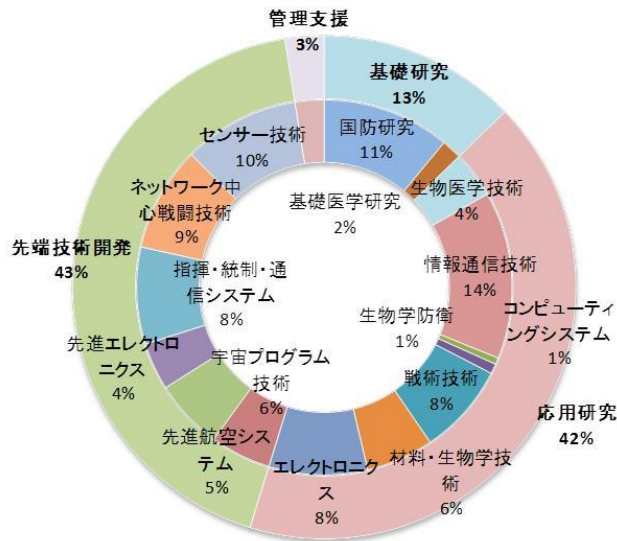 管理支援
3%
基礎研究
13%
国防研究
11%
基礎医学研究
2%
生物医学技術
4%
情報通信技術
14%
コンピューティ
ングシステム
1%
生物学防衛
1%
戦術技術
8%
応用研究
42%
材料・生物学技
術
6%
エレクトロニク
ス
8%
宇宙プログラム
技術
6%
先進航空シス
テム
5%
先進エレクトロ
ニクス
4%
指揮・統制・通
信システム
8%
先端技術開発
43%
ネットワーク中
心戦闘技術
9%
センサー技術
10%